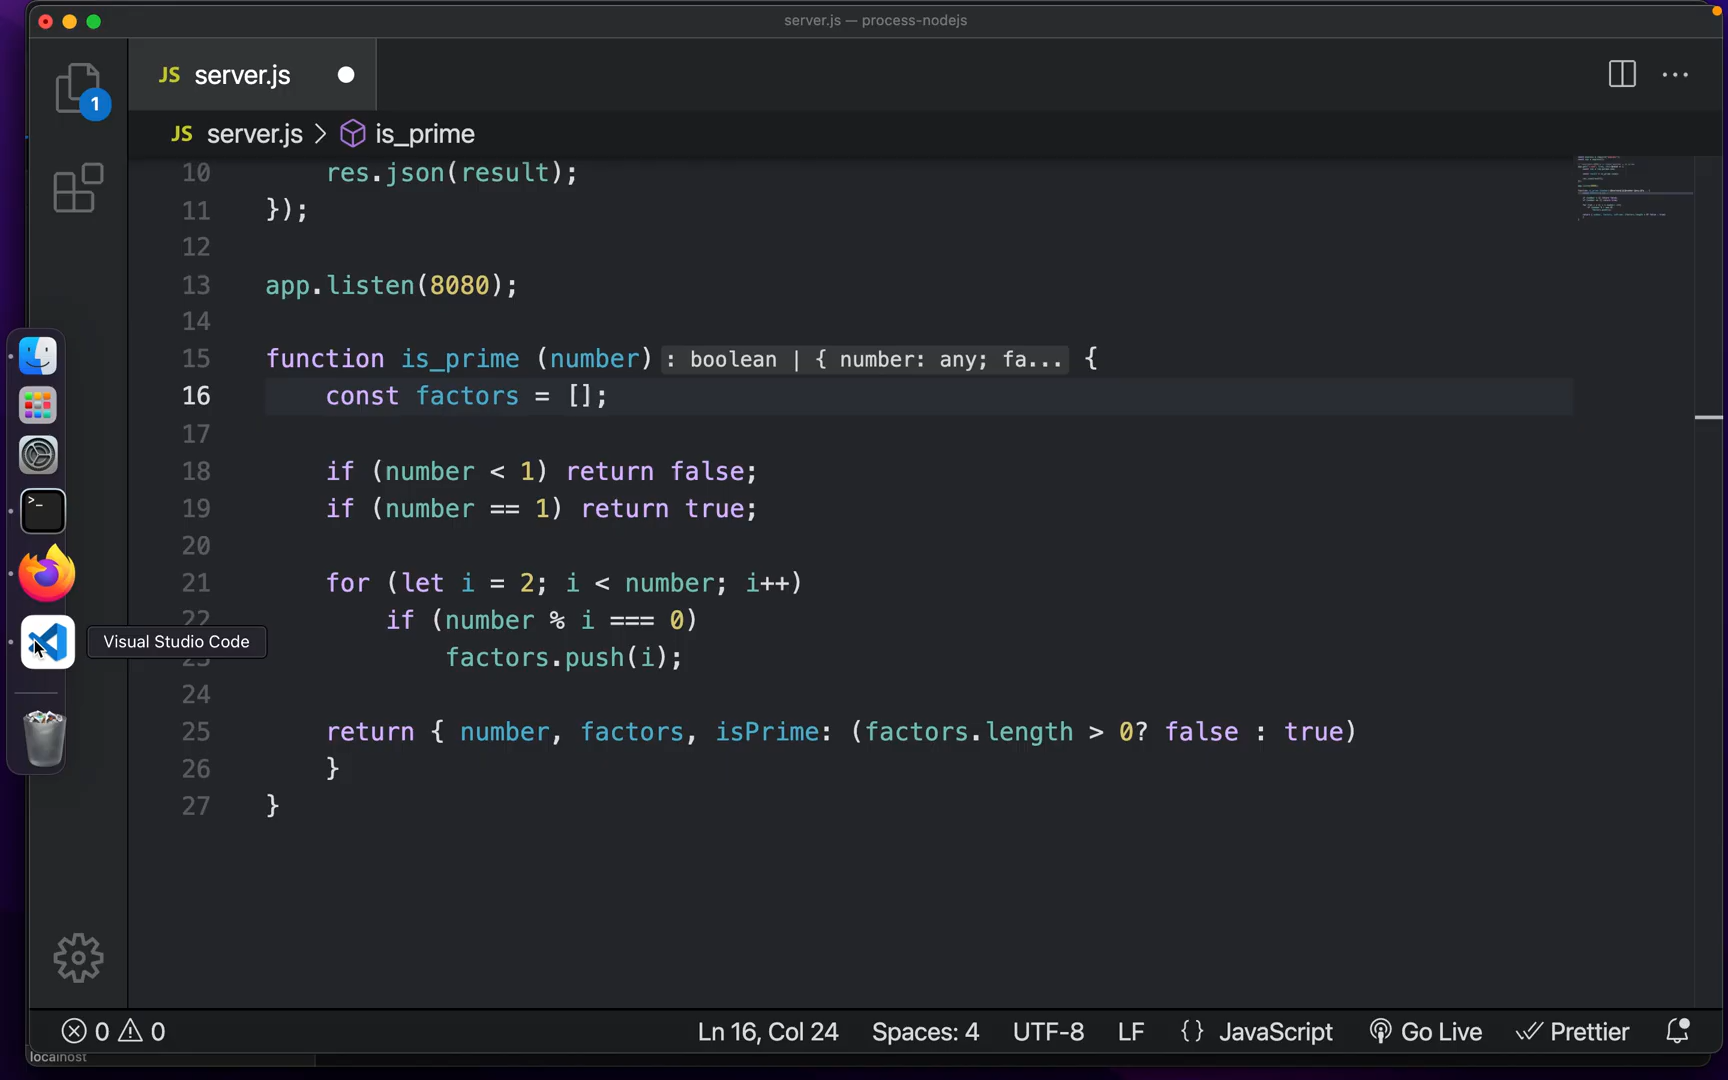 server.js — process-nodejs
JS server.js
1
JS server.js > is_prime
10 res.json(result);
11 });
12
13 app.listen(8080);
14
15 function is_prime (number): boolean | { number: any; fa... {
16 const factors = [];
17
18 if (number < 1) return false;
19 if (number == 1) return true;
20
21 for (let i = 2; i < number; i++)
22 if (number % i === 0)
Visual Studio Code
23 factors.push(i);
24
25 return { number, factors, isPrime: (factors.length > 0? false : true)
26 }
27 }
0 0 Ln 16, Col 24 Spaces: 4 UTF-8 LF {} JavaScript Go Live Prettier
localhost